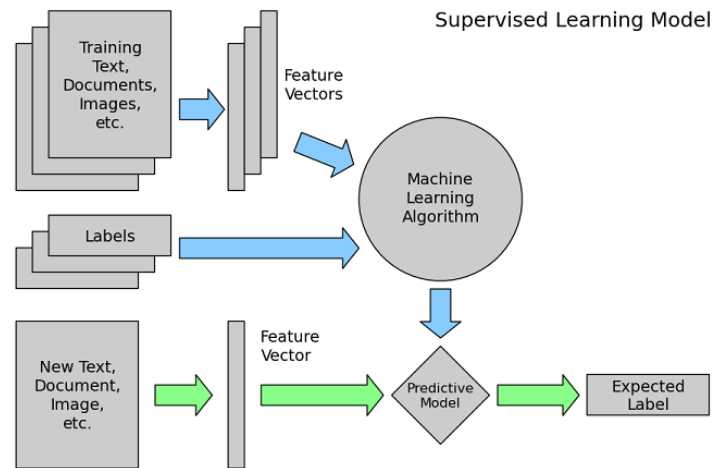 Supervised Learning Model
Training
Text,
Documents,
Images,
etc.
Feature
Vectors
Machine
Learning
Algorithm
Labels
New Text,
Document,
Image,
etc.
Feature
Vector
Predictive
Model
Expected
Label